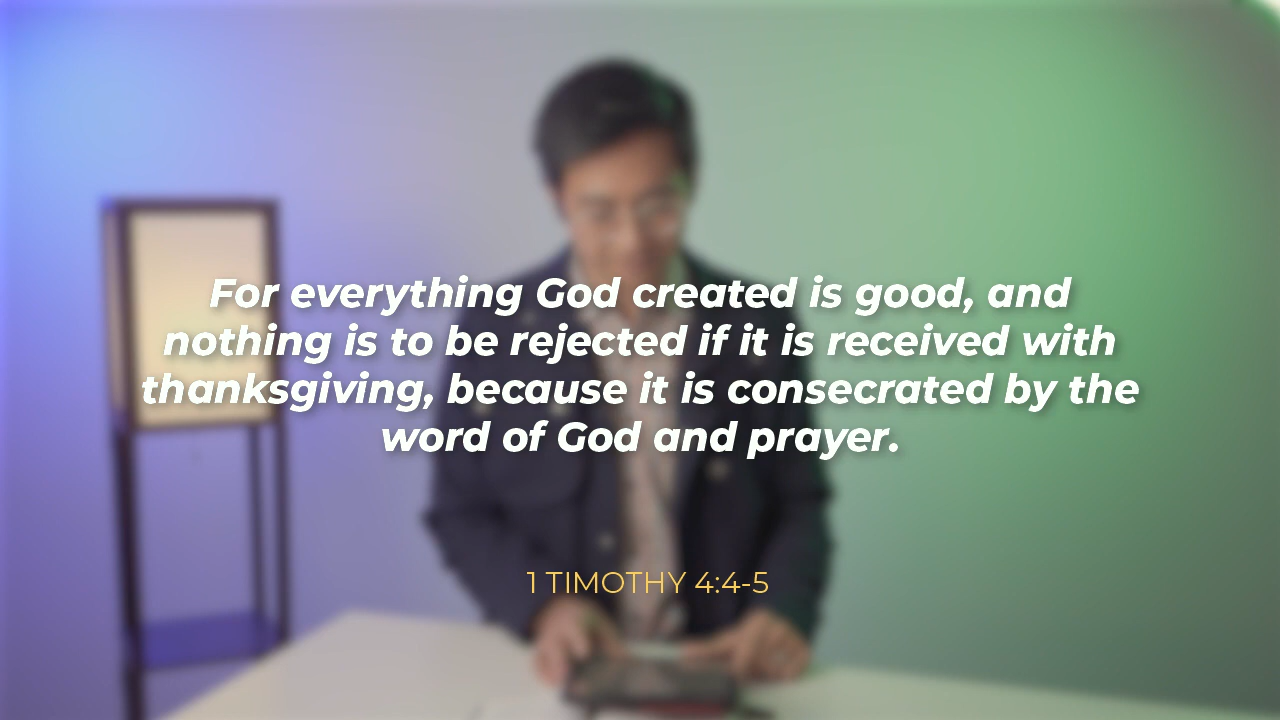 For everything God created is good, and
nothing is to be rejected if it is received with
thanksgiving, because it is consecrated by the
word of God and prayer.
1 TIMOTHY 4:4-5